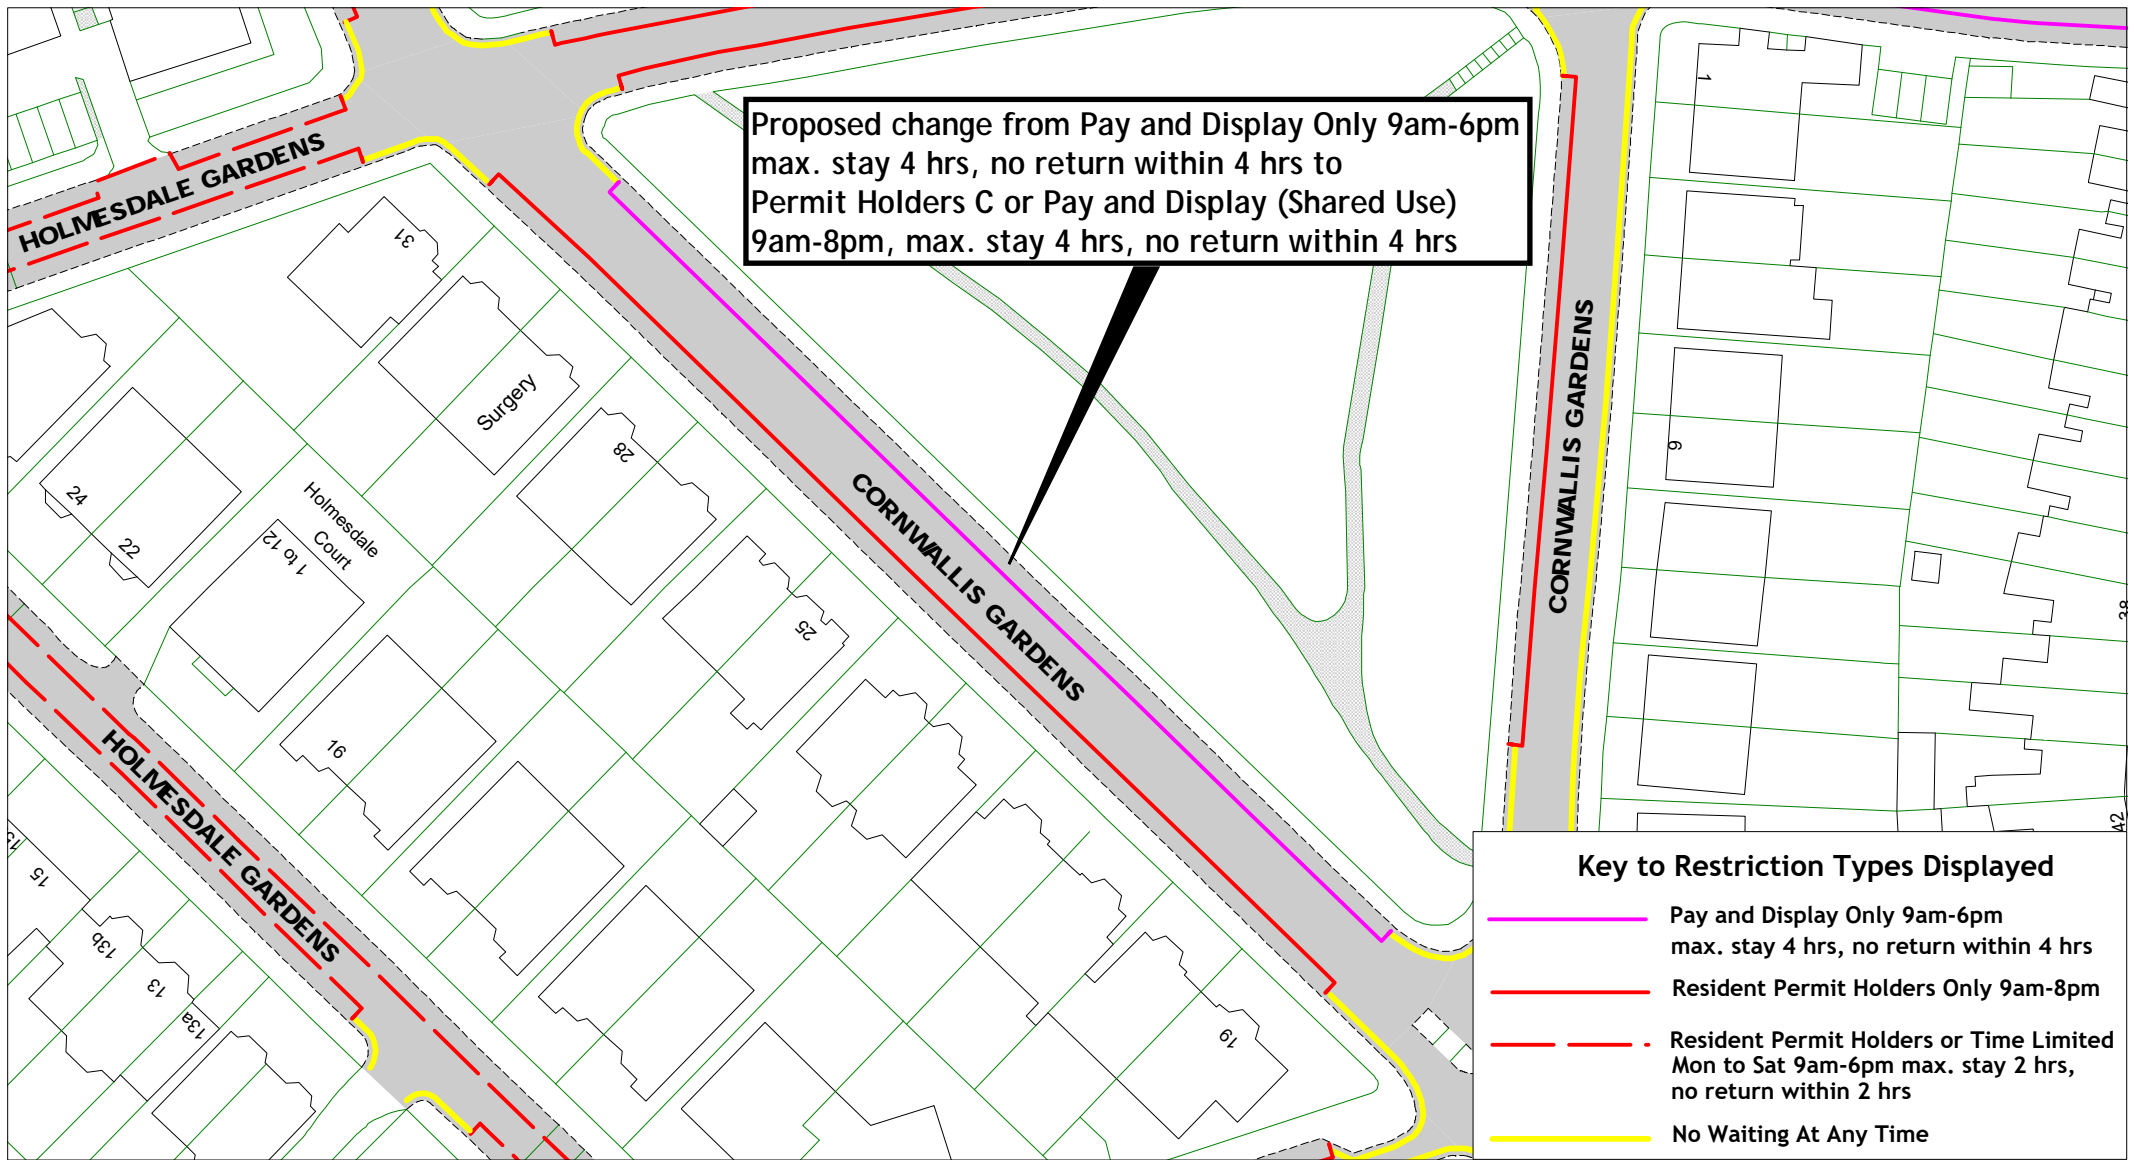 Proposed change from Pay and Display Only 9am-6pm
max. stay 4 hrs, no return within 4 hrs to
Permit Holders C or Pay and Display (Shared Use)
9am-8pm, max. stay 4 hrs, no return within 4 hrs
HOLMESDALE GARDENS
31
Surgery
28
24
22
Holmesdale
Court
1 to 12
25
16
CORNWALLIS GARDENS
CORNWALLIS GARDENS
1
9
38
42
HOLMESDALE GARDENS
15
13b
13
13a
19
Key to Restriction Types Displayed
Pay and Display Only 9am-6pm
max. stay 4 hrs, no return within 4 hrs
Resident Permit Holders Only 9am-8pm
Resident Permit Holders or Time Limited
Mon to Sat 9am-6pm max. stay 2 hrs,
no return within 2 hrs
No Waiting At Any Time